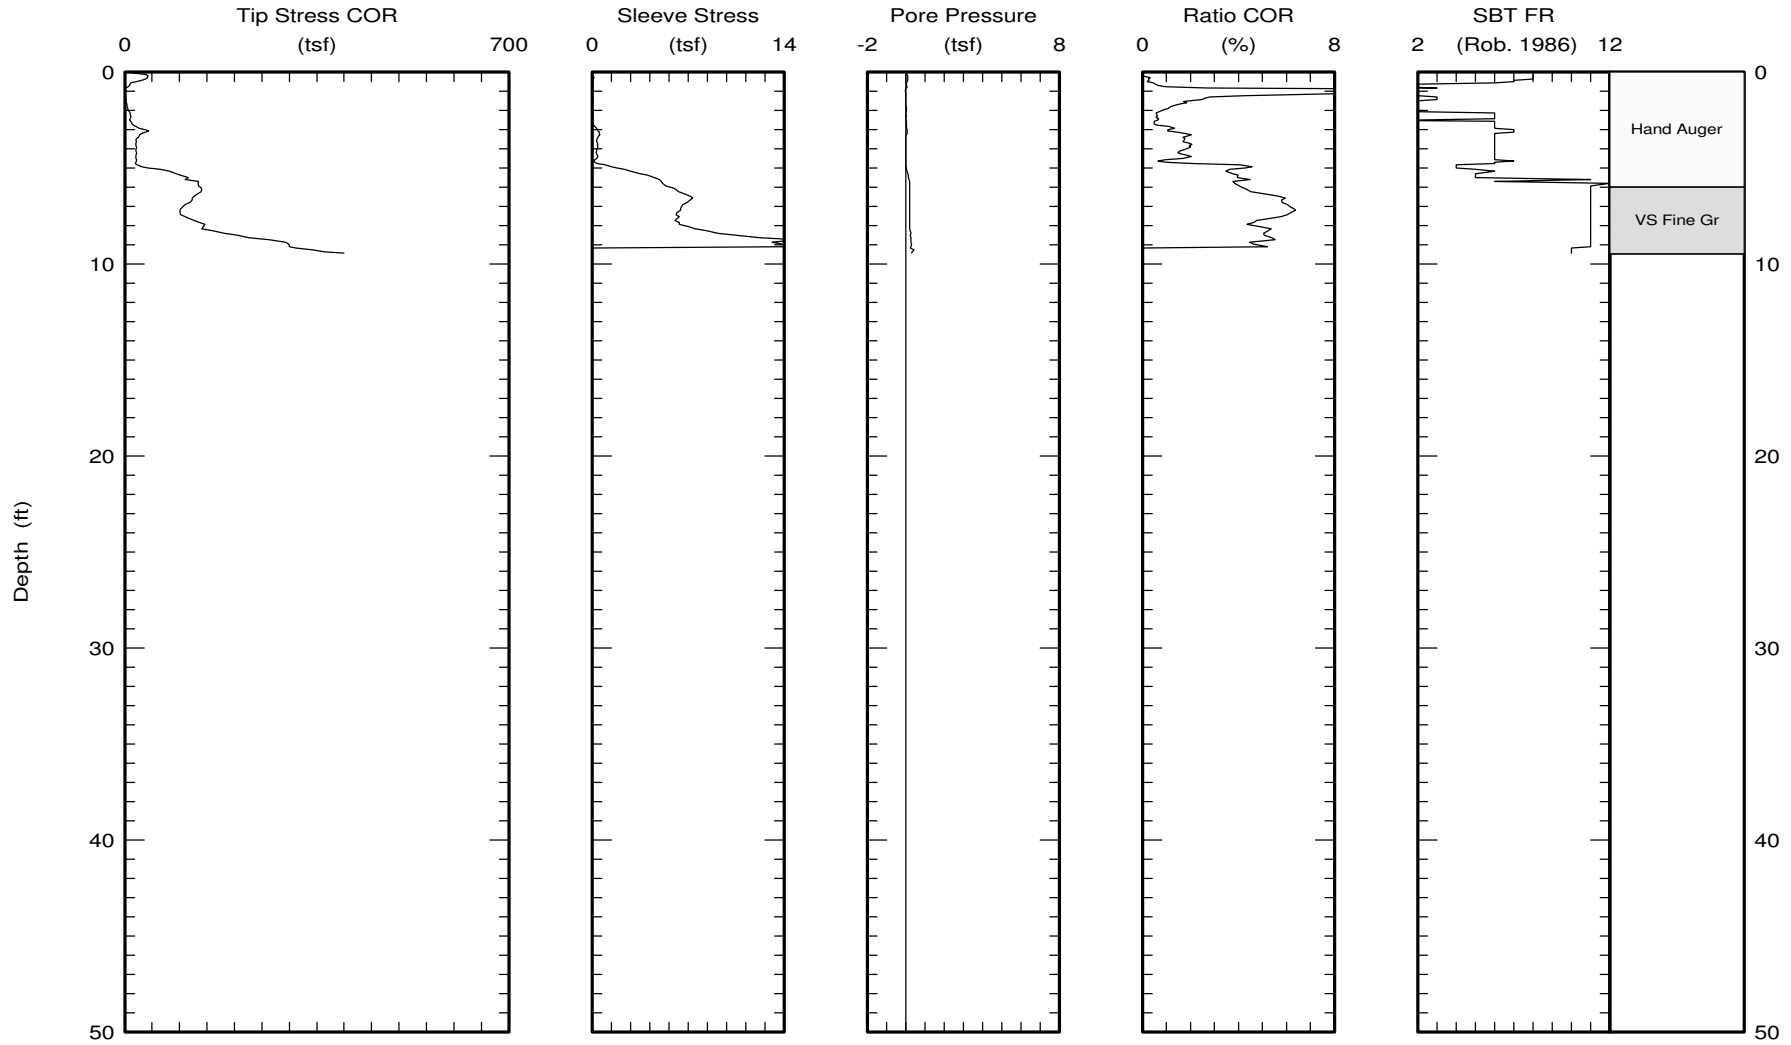 Tip Stress COR
Sleeve Stress
Pore Pressure
Ratio COR
SBT FR
0 (tsf) 700
0 (tsf) 14
-2 (tsf) 8
0 (%) 8
2 (Rob. 1986) 12
0 0
Hand Auger
VS Fine Gr
10 10
20 20
Depth (ft)
30 30
40 40
50 50